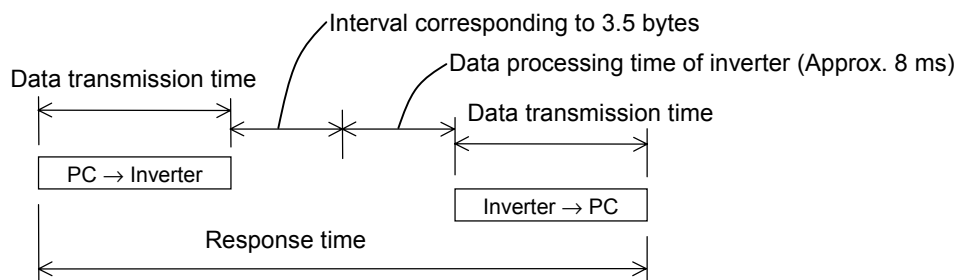 Interval corresponding to 3.5 bytes
Data transmission time
Data processing time of inverter (Approx. 8 ms)
Data transmission time
PC → Inverter
Inverter → PC
Response time